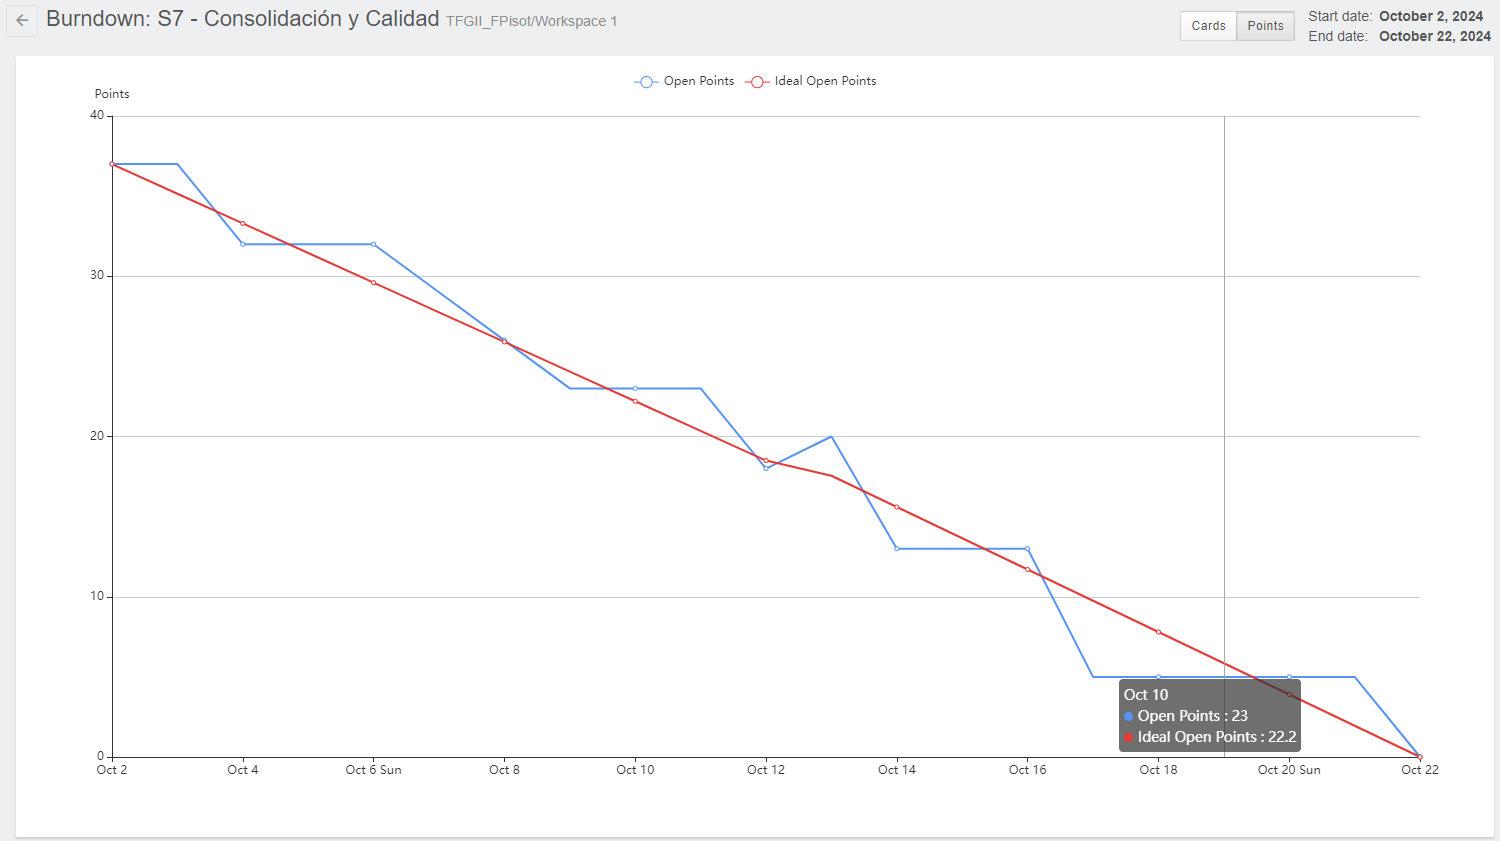 Burndown: S7 - Consolidación y Calidad TFGII_FPisot/Workspace 1
Cards Points
Start date: October 2, 2024
End date: October 22, 2024
Open Points Ideal Open Points
Points
40
30
20
10
0
Oct 2 Oct 4 Oct 6 Sun Oct 8 Oct 10 Oct 12 Oct 14 Oct 16 Oct 18 Oct 20 Sun Oct 22
Oct 10
Open Points : 23
Ideal Open Points : 22.2